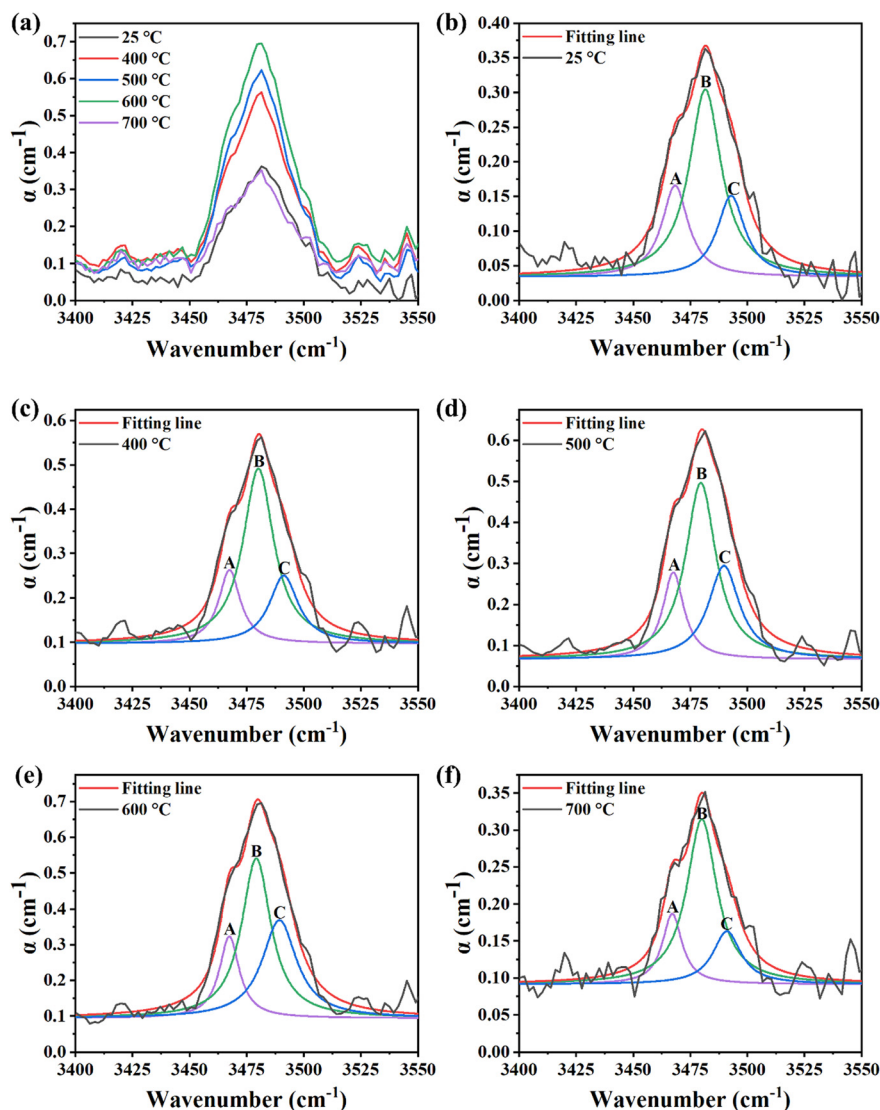 (a)
25 °C
400 °C
500 °C
600 °C
700 °C
0.7
0.6
0.5
0.4
0.3
0.2
0.1
0.0
α (cm⁻¹)
3400 3425 3450 3475 3500 3525 3550
Wavenumber (cm⁻¹)
(b)
Fitting line
25 °C
0.40
0.35
0.30
0.25
0.20
0.15
0.10
0.05
0.00
α (cm⁻¹)
A
B
C
3400 3425 3450 3475 3500 3525 3550
Wavenumber (cm⁻¹)
(c)
Fitting line
400 °C
0.6
0.5
0.4
0.3
0.2
0.1
0.0
α (cm⁻¹)
A
B
C
3400 3425 3450 3475 3500 3525 3550
Wavenumber (cm⁻¹)
(d)
Fitting line
500 °C
0.6
0.5
0.4
0.3
0.2
0.1
0.0
α (cm⁻¹)
A
B
C
3400 3425 3450 3475 3500 3525 3550
Wavenumber (cm⁻¹)
(e)
Fitting line
600 °C
0.7
0.6
0.5
0.4
0.3
0.2
0.1
0.0
α (cm⁻¹)
A
B
C
3400 3425 3450 3475 3500 3525 3550
Wavenumber (cm⁻¹)
(f)
Fitting line
700 °C
0.35
0.30
0.25
0.20
0.15
0.10
0.05
0.00
α (cm⁻¹)
A
B
C
3400 3425 3450 3475 3500 3525 3550
Wavenumber (cm⁻¹)